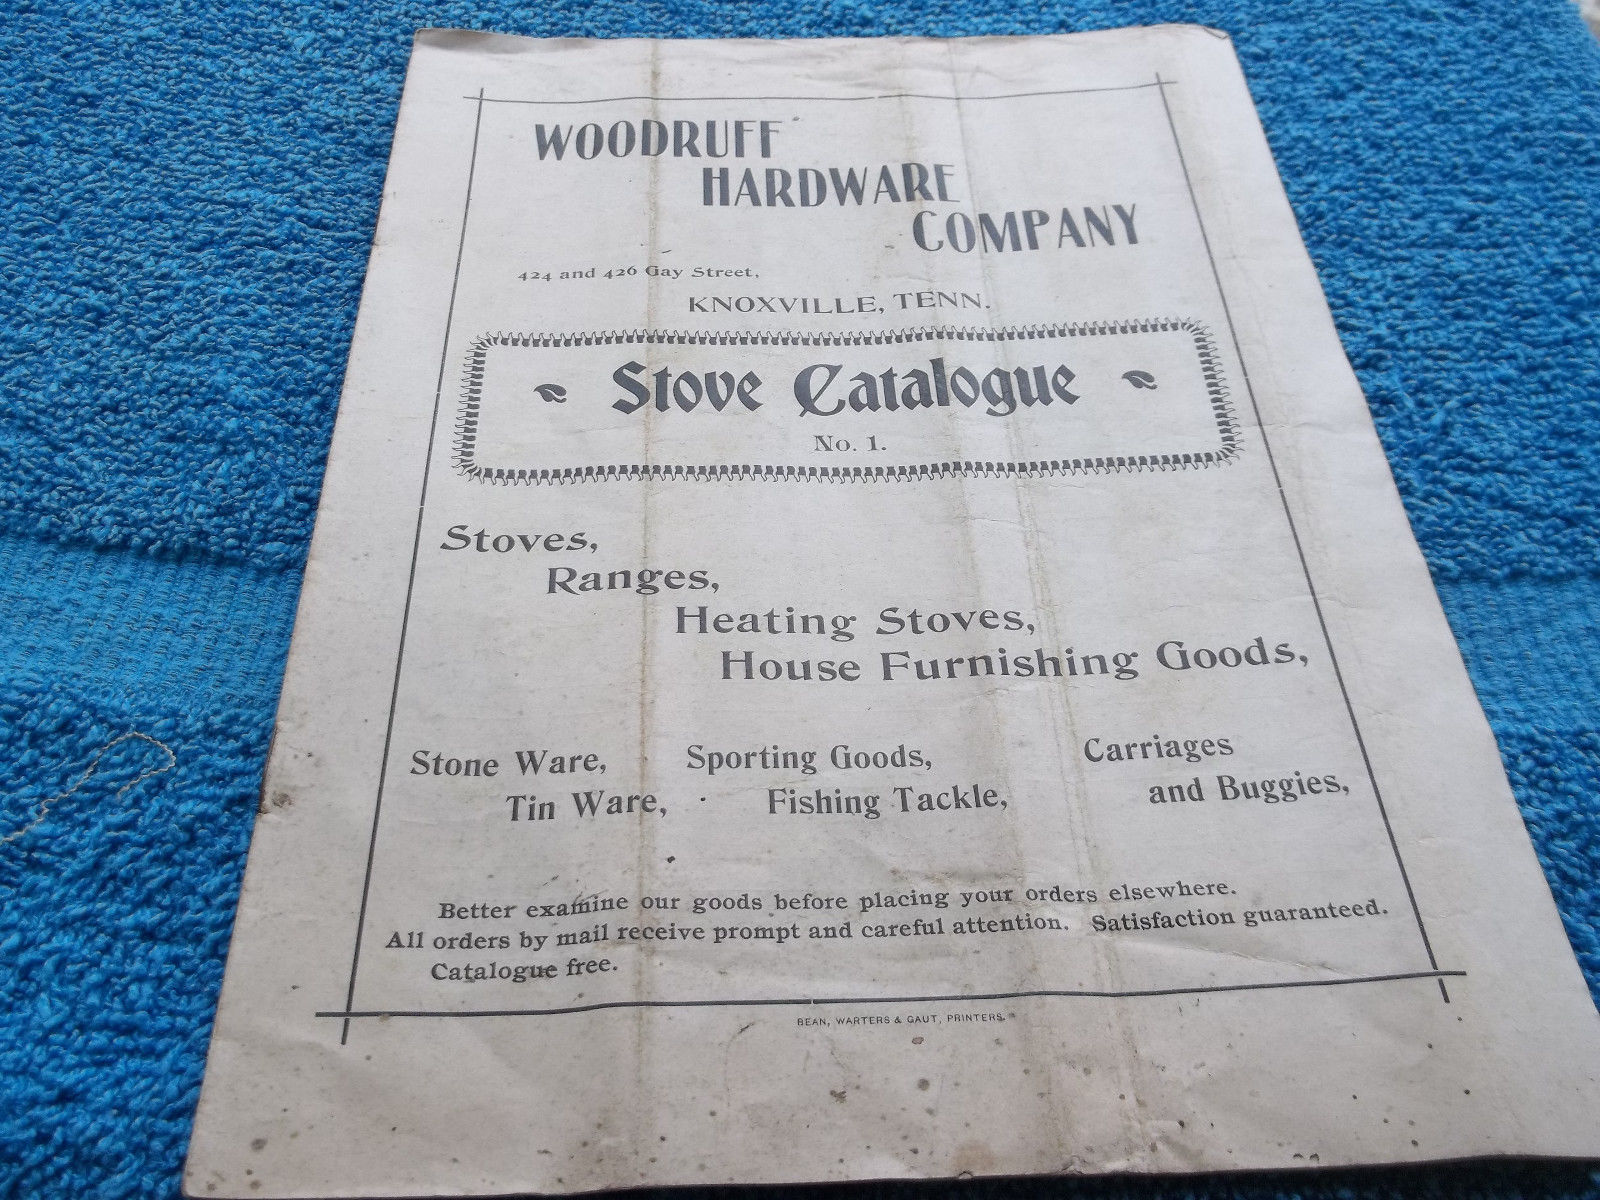 WOODRUFF
HARDWARE
COMPANY
424 and 426 Gay Street,
KNOXVILLE, TENN.
Stove Catalogue
No. 1.
Stoves,
Ranges,
Heating Stoves,
House Furnishing Goods,
Stone Ware, Sporting Goods, Carriages
Tin Ware, Fishing Tackle, and Buggies,
Better examine our goods before placing your orders elsewhere.
All orders by mail receive prompt and careful attention. Satisfaction guaranteed.
Catalogue free.
BEAN, WARTERS & GAUT, PRINTERS.